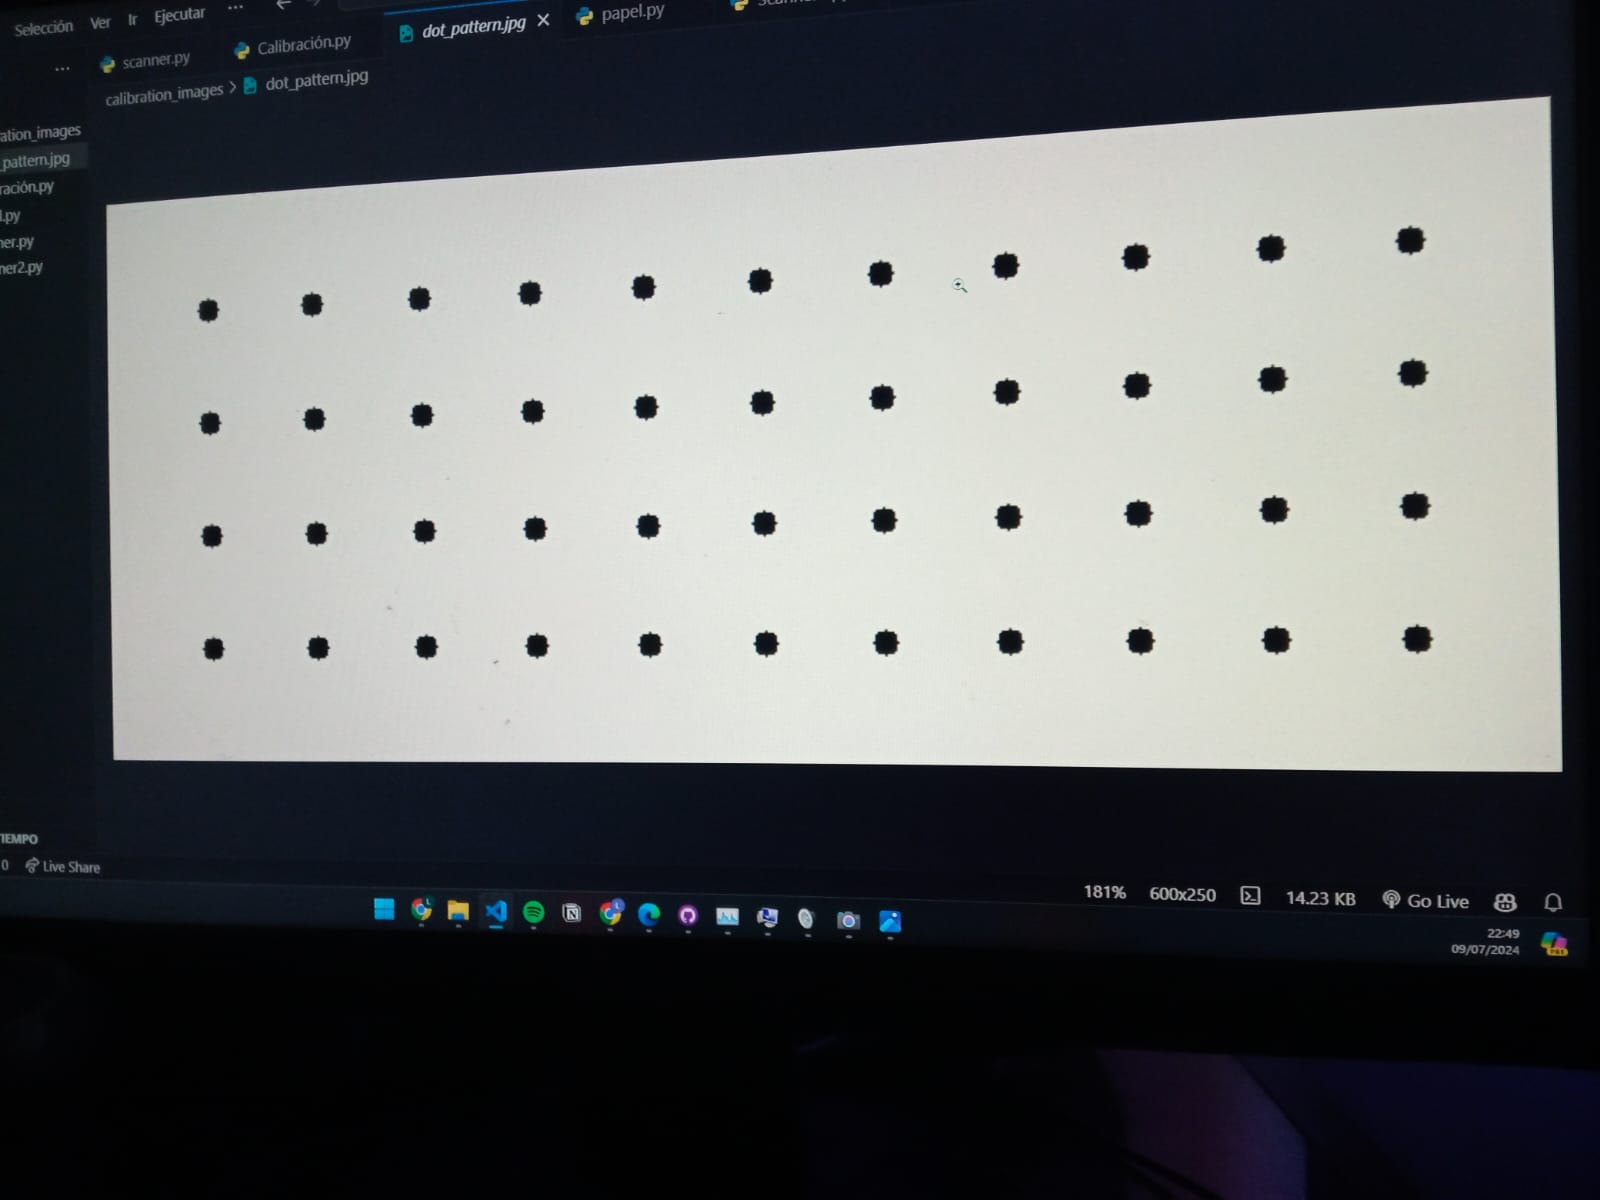 Selección Ver Ir Ejecutar ...
... scanner.py Calibración.py dot_pattern.jpg papel.py
calibration_images > dot_pattern.jpg
ation_images
_pattern.jpg
ración.py
l.py
ner.py
ner2.py
TIEMPO
0 Live Share
181% 600x250 14.23 KB Go Live
22:49
09/07/2024